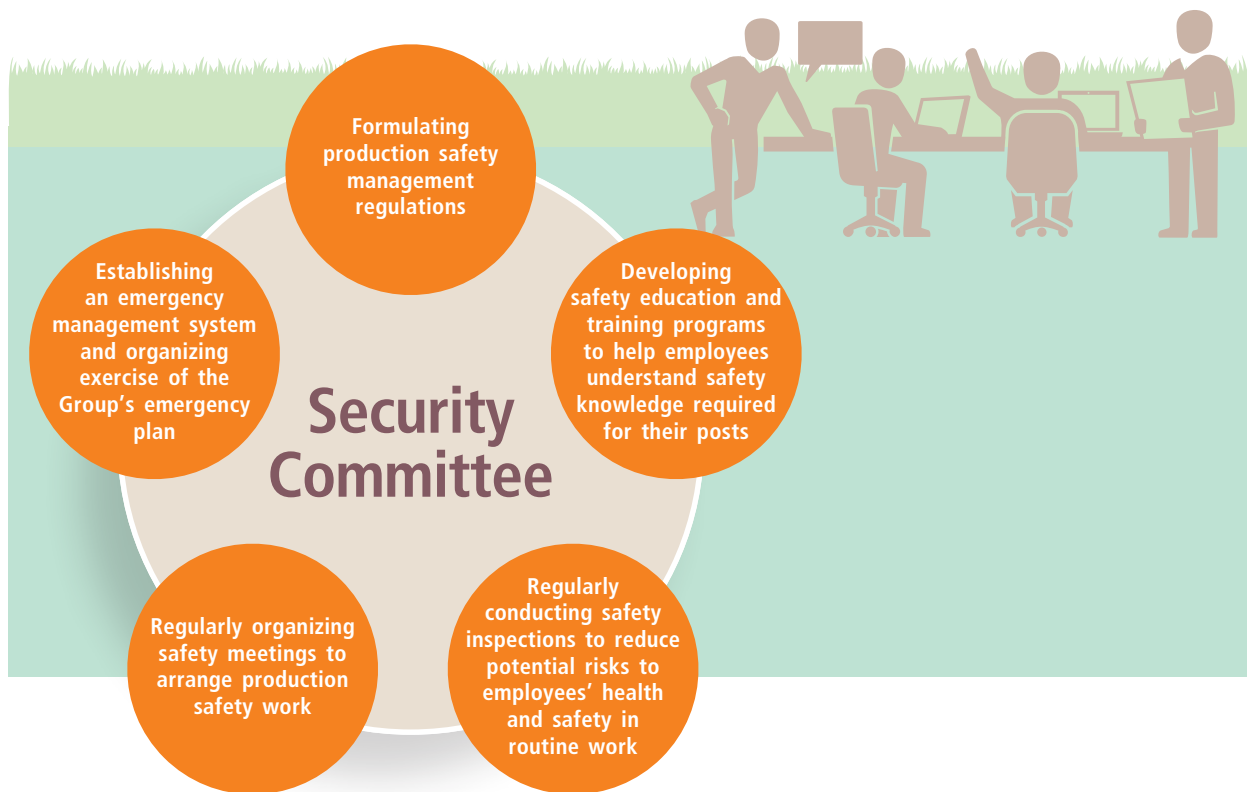 Formulating
production safety
management
regulations
Establishing
an emergency
management system
and organizing
exercise of the
Group’s emergency
plan
Developing
safety education and
training programs
to help employees
understand safety
knowledge required
for their posts
Security
Committee
Regularly organizing
safety meetings to
arrange production
safety work
Regularly
conducting safety
inspections to reduce
potential risks to
employees’ health
and safety in
routine work